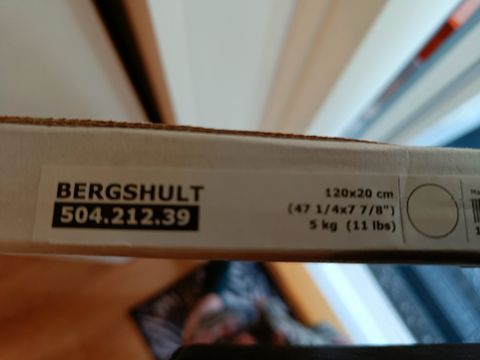 BERGSHULT
504.212.39
120x20 cm
(47 1/4x7 7/8")
5 kg (11 lbs)